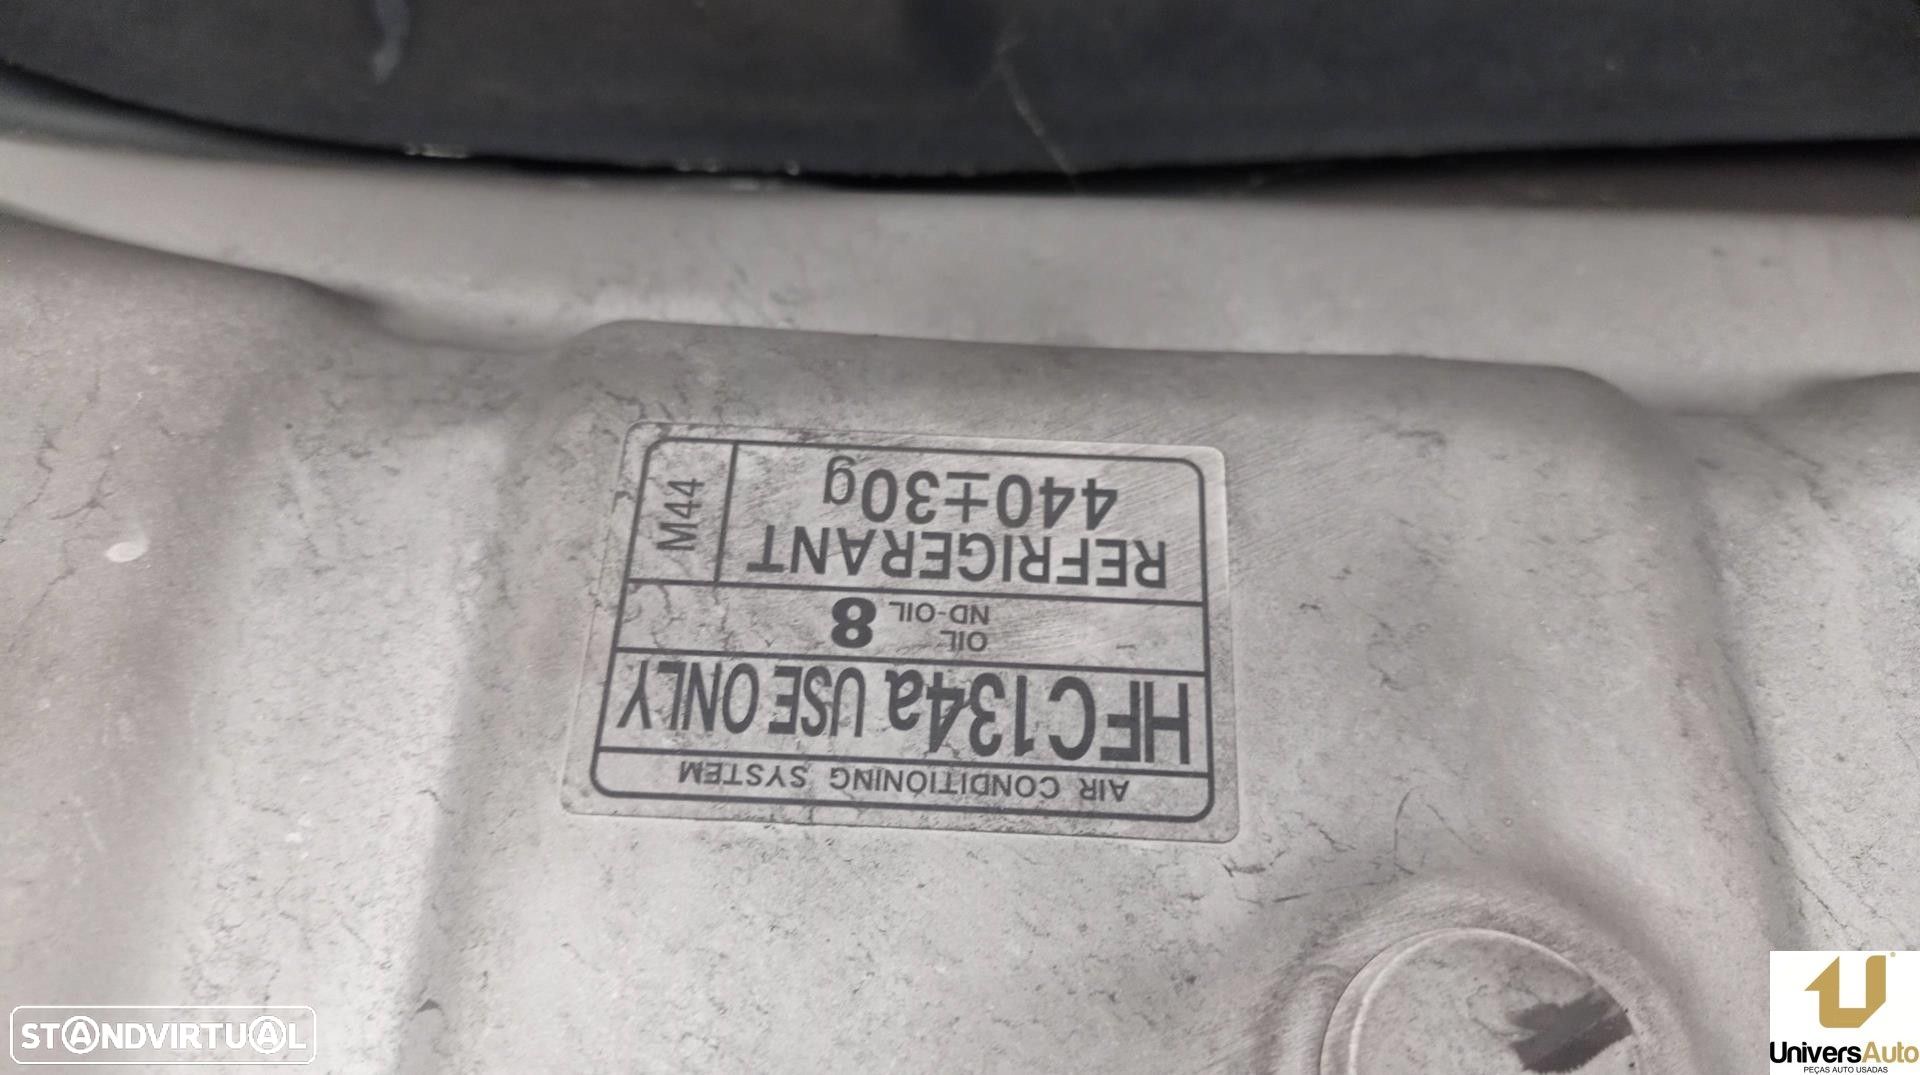 AIR CONDITIONING SYSTEM
HFC134a USE ONLY
OIL
ND-OIL 8
REFRIGERANT
440±30g
M44
STANDVIRTUAL
UniversAuto
PEÇAS AUTO USADAS